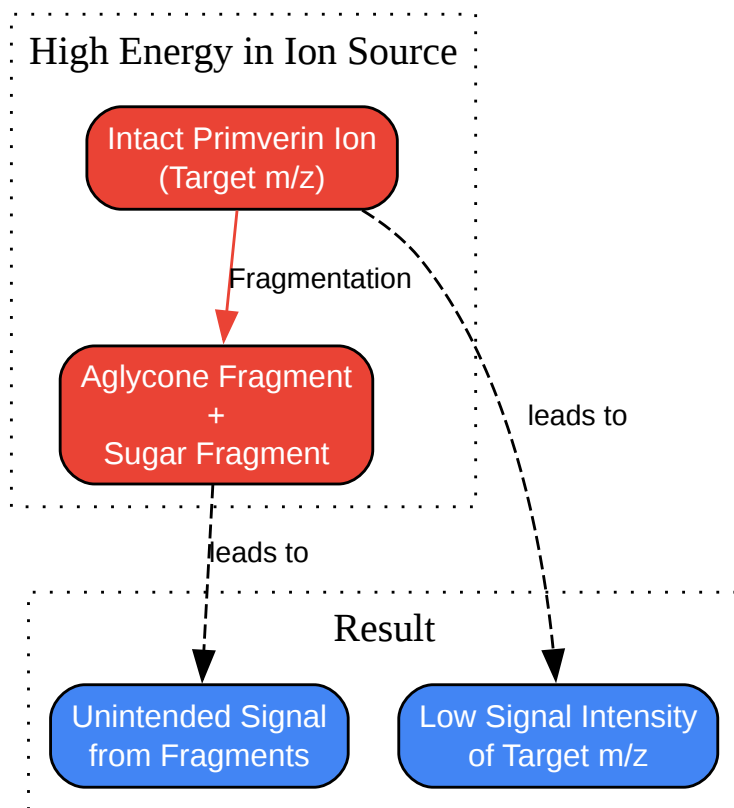 High Energy in Ion Source
Intact Primverin Ion
(Target m/z)
Fragmentation
Aglycone Fragment
+
Sugar Fragment
leads to
leads to
Result
Unintended Signal
from Fragments
Low Signal Intensity
of Target m/z